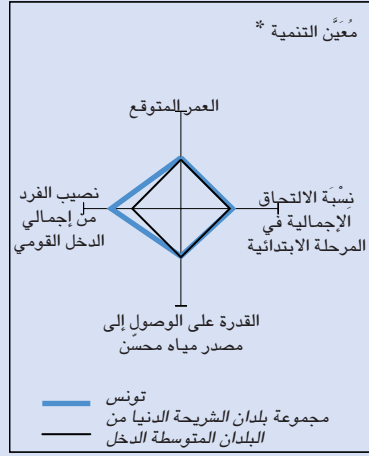 مُعَيَّن التنمية *
العمر المتوقع
نصيب الفرد
من إجمالي
الدخل القومي
نِسْبَة الالتحاق
الإجمالية في
المرحلة الابتدائية
القدرة على الوصول إلى
مصدر مياه محسّن
تونس
مجموعة بلدان الشريحة الدنيا من
البلدان المتوسطة الدخل